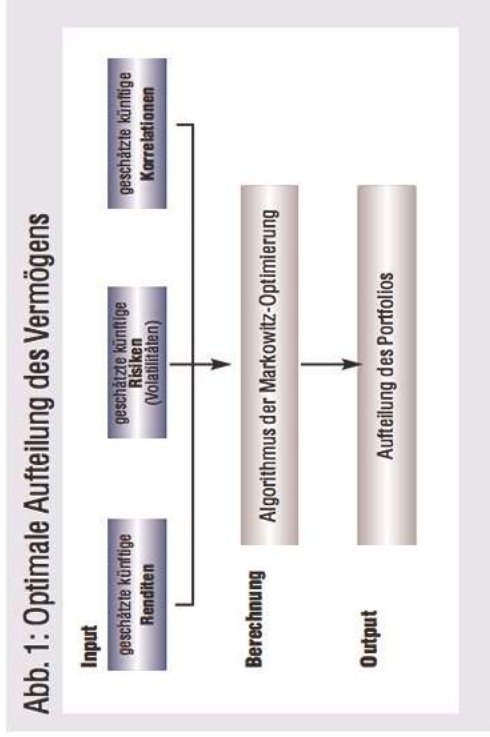 Abb. 1: Optimale Aufteilung des Vermögens
Input
geschätzte künftige
Renditen
geschätzte künftige
Risiken
(Volatilitäten)
geschätzte künftige
Korrelationen
Berechnung
Algorithmus der Markowitz-Optimierung
Output
Aufteilung des Portfolios